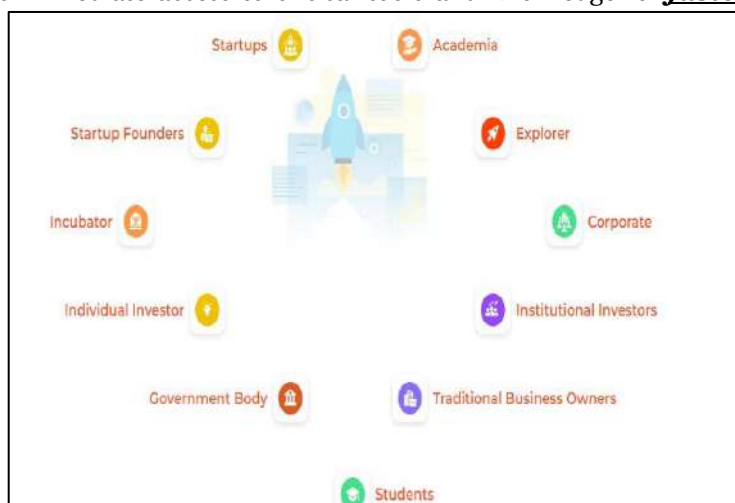 Startups Academia
Startup Founders Explorer
Incubator Corporate
Individual Investor Institutional Investors
Government Body Traditional Business Owners
Students